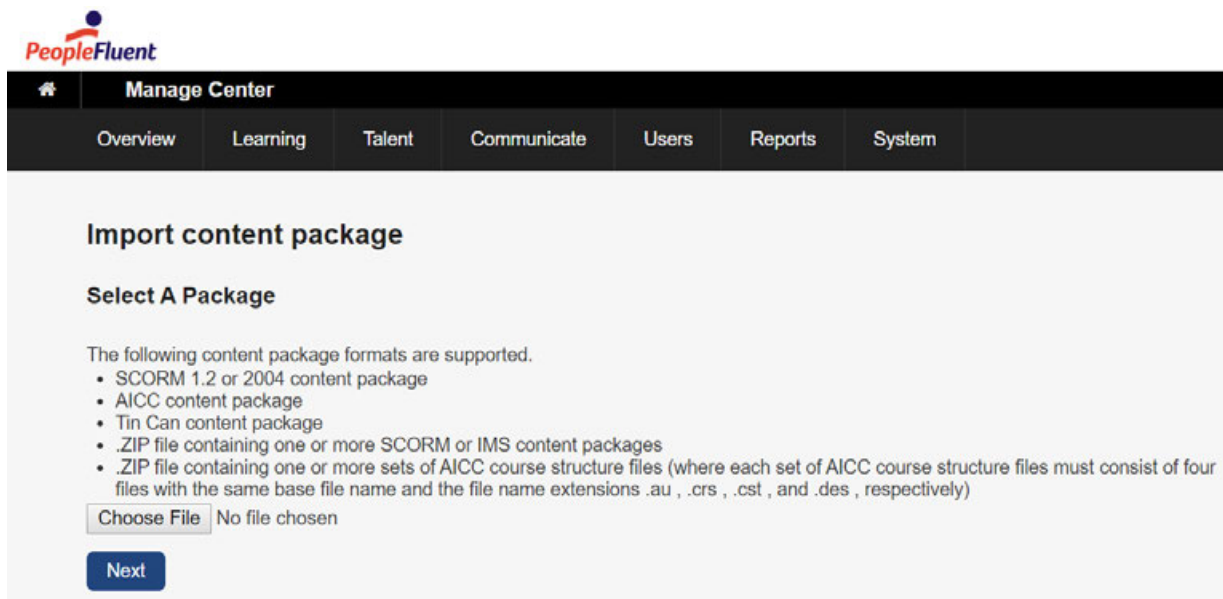 PeopleFluent
Manage Center
Overview Learning Talent Communicate Users Reports System
Import content package
Select A Package
The following content package formats are supported.
• SCORM 1.2 or 2004 content package
• AICC content package
• Tin Can content package
• .ZIP file containing one or more SCORM or IMS content packages
• .ZIP file containing one or more sets of AICC course structure files (where each set of AICC course structure files must consist of four
files with the same base file name and the file name extensions .au , .crs , .cst , and .des , respectively)
Choose File No file chosen
Next